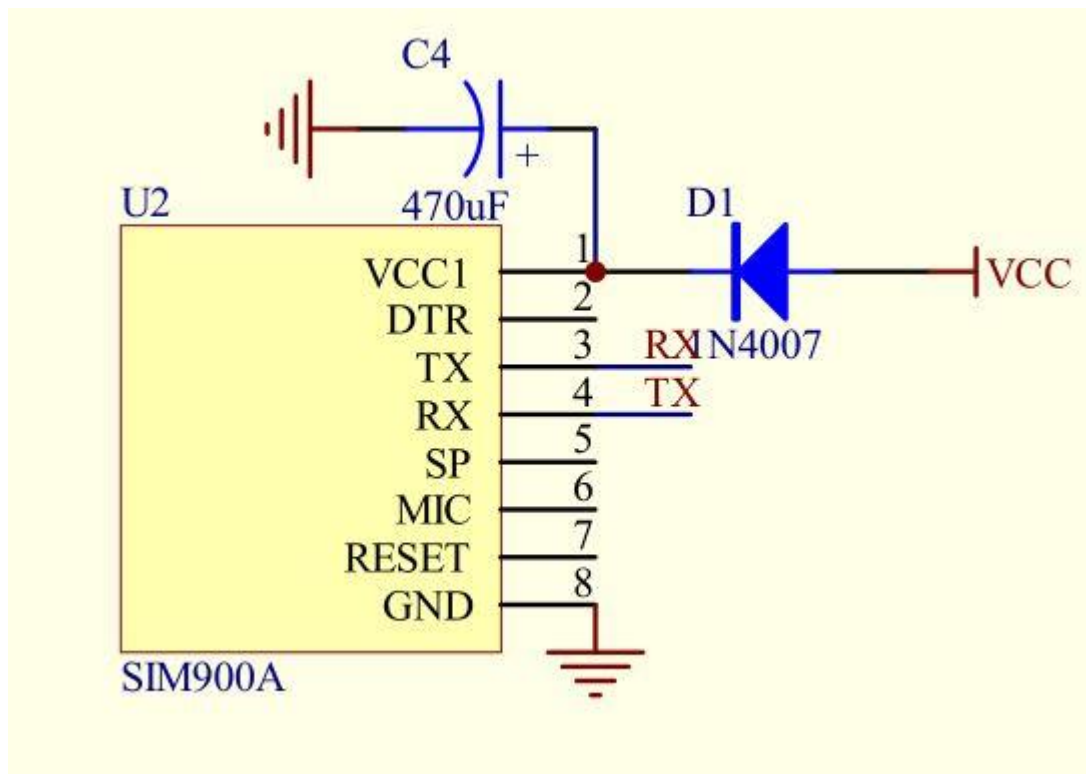 C4
+
U2
470uF
D1
VCC1
1
VCC
DTR
2
TX
3
RX
1N4007
RX
4
TX
SP
5
MIC
6
RESET
7
GND
8
SIM900A